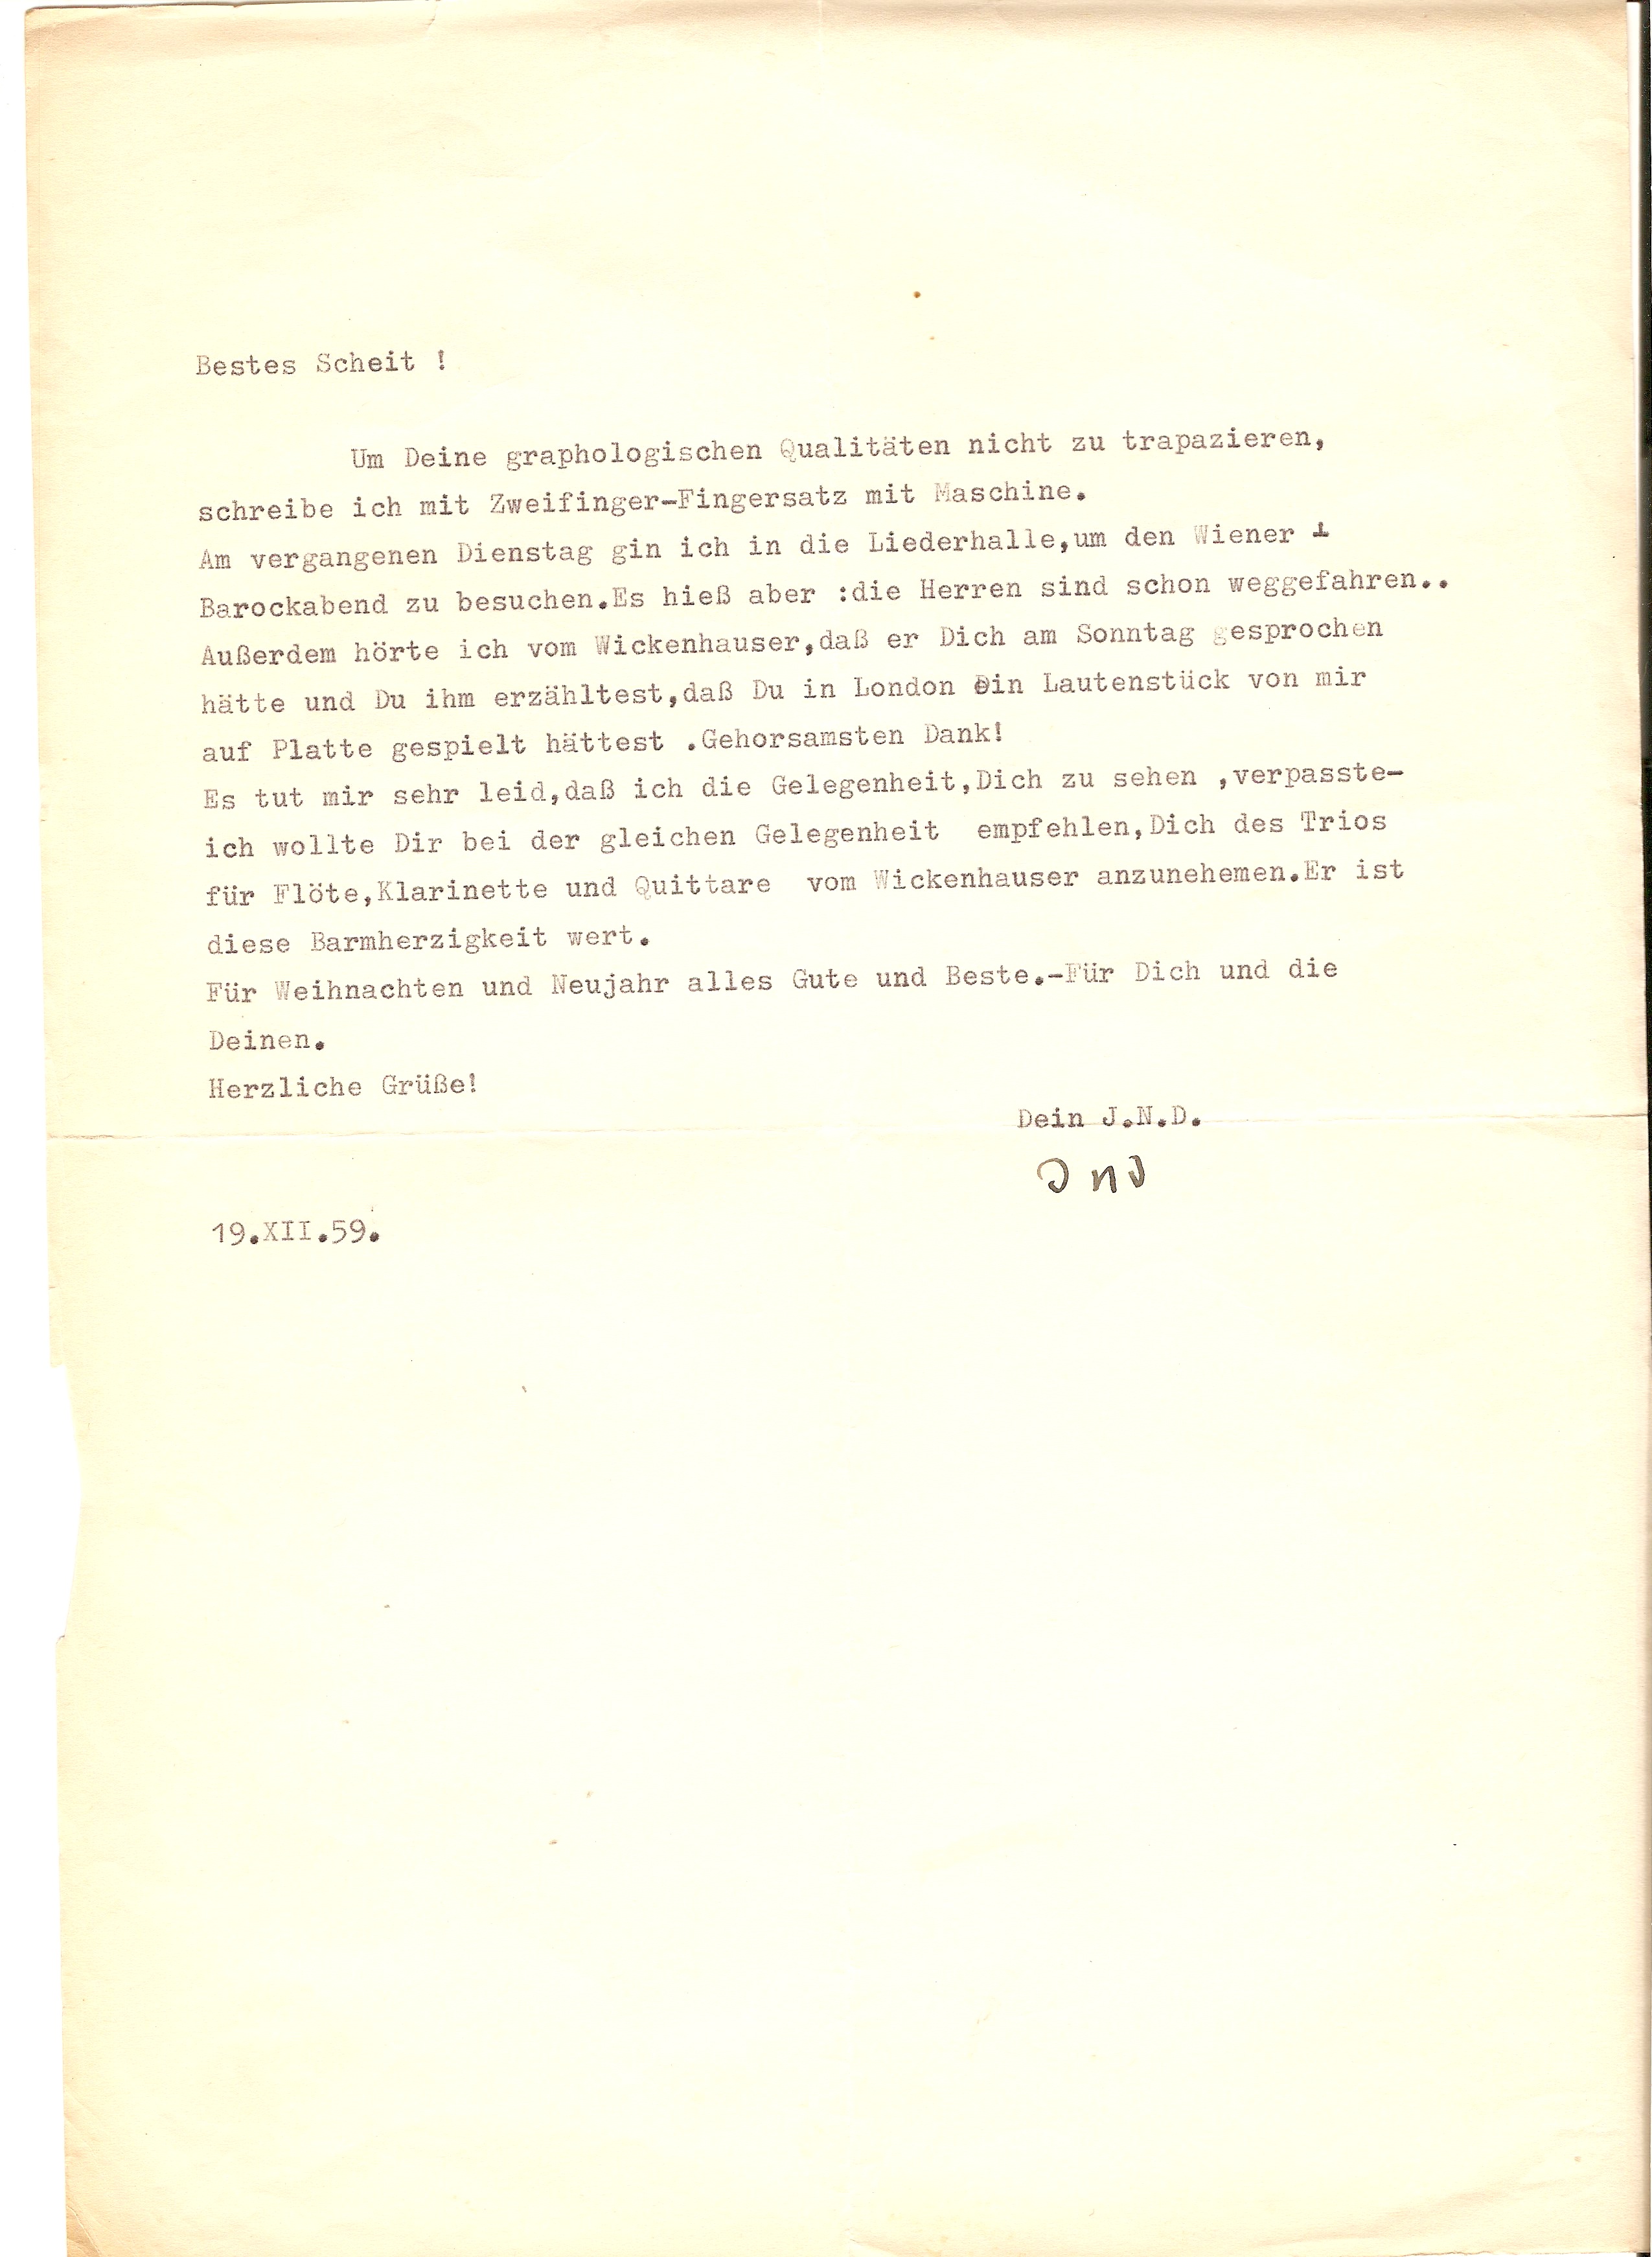 Bestes Scheit !
Um Deine graphologischen Qualitäten nicht zu trapazieren,
schreibe ich mit Zweifinger-Fingersatz mit Maschine.
Am vergangenen Dienstag gin ich in die Liederhalle,um den Wiener
Barockabend zu besuchen.Es hieß aber :die Herren sind schon weggefahren..
Außerdem hörte ich vom Wickenhauser,daß er Dich am Sonntag gesprochen
hätte und Du ihm erzähltest,daß Du in London ein Lautenstück von mir
auf Platte gespielt hättest .Gehorsamsten Dank!
Es tut mir sehr leid,daß ich die Gelegenheit,Dich zu sehen ,verpasste-
ich wollte Dir bei der gleichen Gelegenheit empfehlen,Dich des Trios
für Flöte,Klarinette und Quittare vom Wickenhauser anzunehemen.Er ist
diese Barmherzigkeit wert.
Für Weihnachten und Neujahr alles Gute und Beste.-Für Dich und die
Deinen.
Herzliche Grüße!
Dein J.N.D.
JND
19.XII.59.